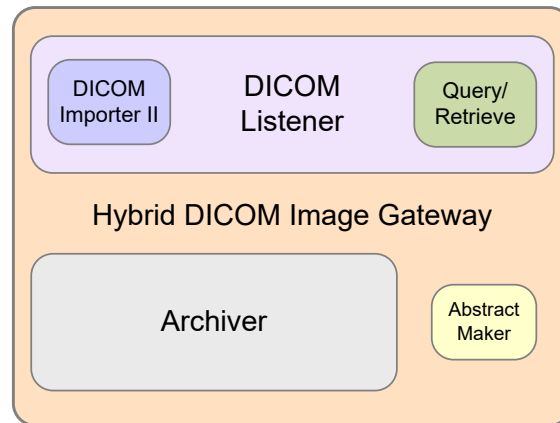 DICOM
Importer II
DICOM
Listener
Query/
Retrieve
Hybrid DICOM Image Gateway
Archiver
Abstract
Maker